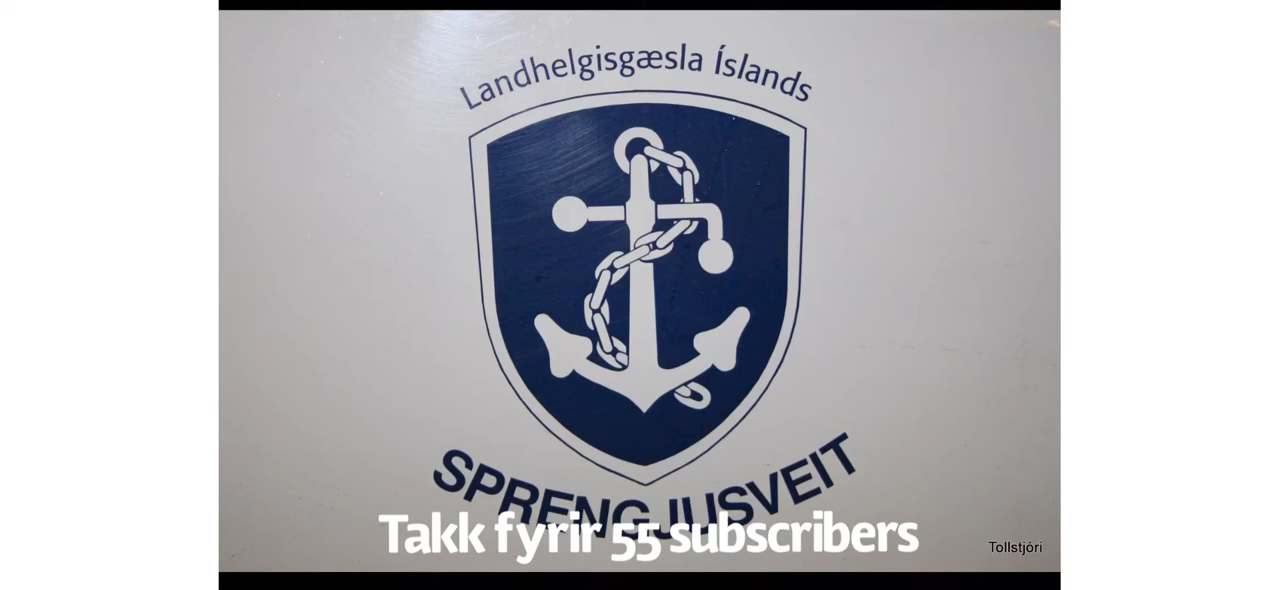 Landhelgisgæsla Íslands
SPRENGJUSVEIT
Takk fyrir 55 subscribers
Tollstjóri